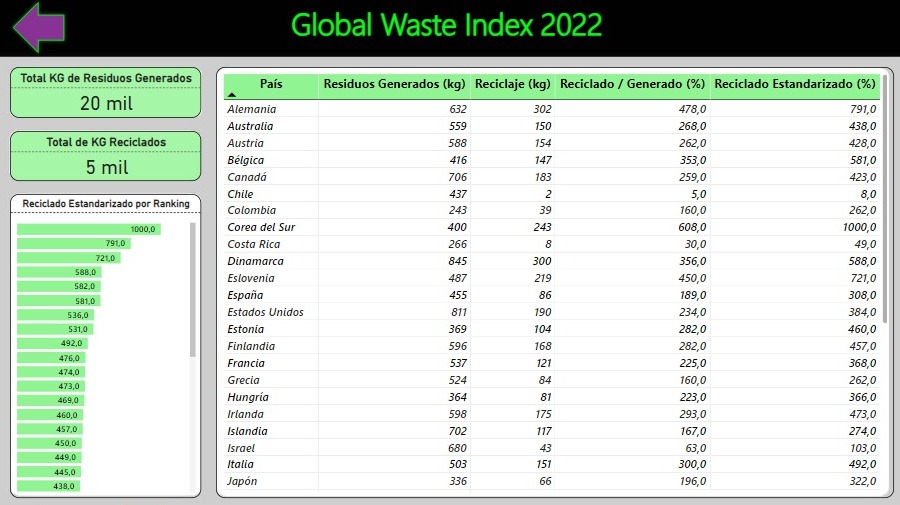 Global Waste Index 2022
Total KG de Residuos Generados
20 mil
Total de KG Reciclados
5 mil
Reciclado Estandarizado por Ranking
1000,0
791,0
721,0
588,0
582,0
581,0
536,0
531,0
492,0
476,0
474,0
473,0
469,0
460,0
457,0
450,0
449,0
445,0
438,0
País Residuos Generados (kg) Reciclaje (kg) Reciclado / Generado (%) Reciclado Estandarizado (%)
Alemania 632 302 478,0 791,0
Australia 559 150 268,0 438,0
Austria 588 154 262,0 428,0
Bélgica 416 147 353,0 581,0
Canadá 706 183 259,0 423,0
Chile 437 2 5,0 8,0
Colombia 243 39 160,0 262,0
Corea del Sur 400 243 608,0 1000,0
Costa Rica 266 8 30,0 49,0
Dinamarca 845 300 356,0 588,0
Eslovenia 487 219 450,0 721,0
España 455 86 189,0 308,0
Estados Unidos 811 190 234,0 384,0
Estonia 369 104 282,0 460,0
Finlandia 596 168 282,0 457,0
Francia 537 121 225,0 368,0
Grecia 524 84 160,0 262,0
Hungría 364 81 223,0 366,0
Irlanda 598 175 293,0 473,0
Islandia 702 117 167,0 274,0
Israel 680 43 63,0 103,0
Italia 503 151 300,0 492,0
Japón 336 66 196,0 322,0